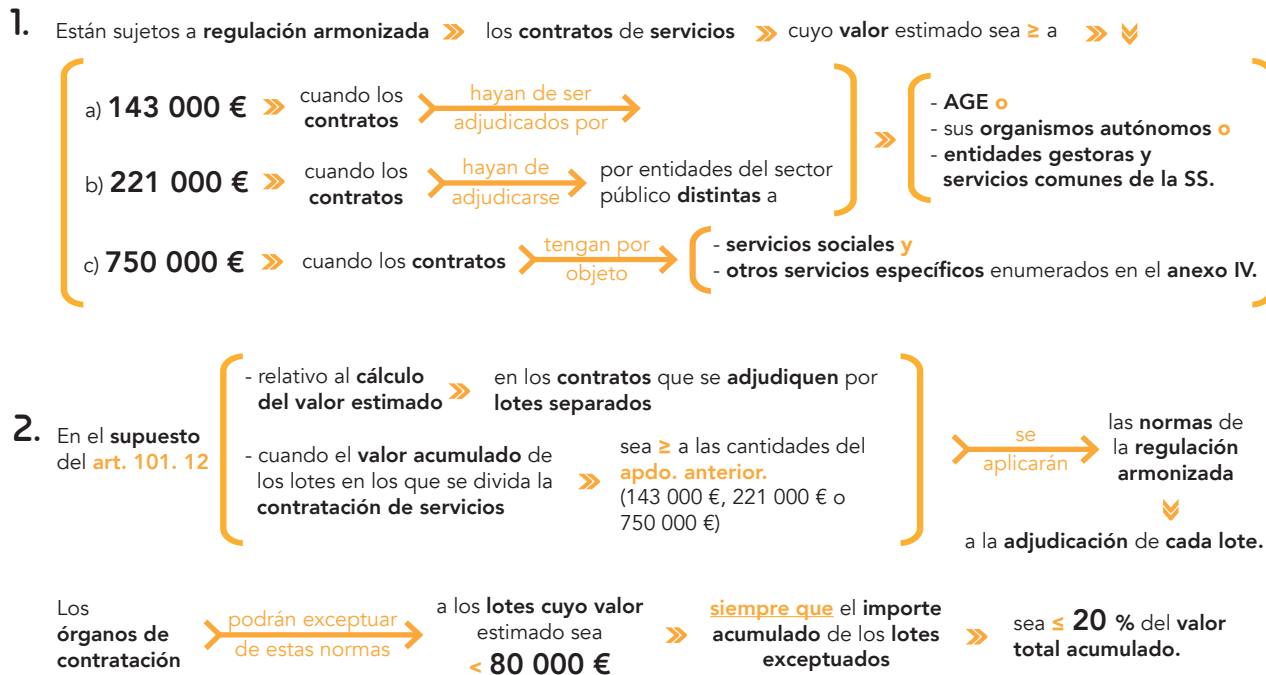 1. Están sujetos a regulación armonizada » los contratos de servicios » cuyo valor estimado sea ≥ a »
a) 143 000 € » cuando los contratos
hayan de ser adjudicados por
b) 221 000 € » cuando los contratos
hayan de adjudicarse
por entidades del sector
público distintas a
»
- AGE o
- sus organismos autónomos o
- entidades gestoras y
servicios comunes de la SS.
c) 750 000 € » cuando los contratos
tengan por objeto
- servicios sociales y
- otros servicios específicos enumerados en el anexo IV.
2. En el supuesto
del art. 101. 12
- relativo al cálculo
del valor estimado »
en los contratos que se adjudiquen por
lotes separados
- cuando el valor acumulado de
los lotes en los que se divida la
contratación de servicios
»
sea ≥ a las cantidades del
apdo. anterior.
(143 000 €, 221 000 € o
750 000 €)
se
aplicarán
las normas de
la regulación
armonizada
a la adjudicación de cada lote.
Los
órganos de
contratación
podrán exceptuar
de estas normas
a los lotes cuyo valor
estimado sea
< 80 000 €
»
siempre que el importe
acumulado de los lotes
exceptuados
»
sea ≤ 20 % del valor
total acumulado.